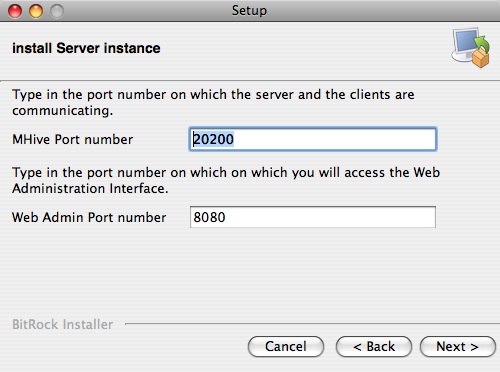 Setup
install Server instance
Type in the port number on which the server and the clients are
communicating.
MHive Port number 20200
Type in the port number on which on which you will access the Web
Administration Interface.
Web Admin Port number 8080
BitRock Installer
Cancel < Back Next >